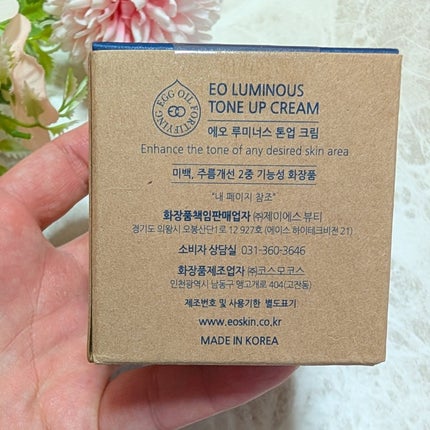 EGG OIL FORTIFYING
EO LUMINOUS
TONE UP CREAM
에오 루미너스 톤업 크림
Enhance the tone of any desired skin area
미백, 주름개선 2중 기능성 화장품
"내 페이지 참조"
화장품책임판매업자 ㈜제이에스 뷰티
경기도 의왕시 오봉산단1로 12 927호 (에이스 하이테크비전 21)
소비자 상담실 031-360-3646
화장품제조업자 ㈜코스모코스
인천광역시 남동구 앵고개로 404(고잔동)
제조번호 및 사용기한 별도표기
www.eoskin.co.kr
MADE IN KOREA